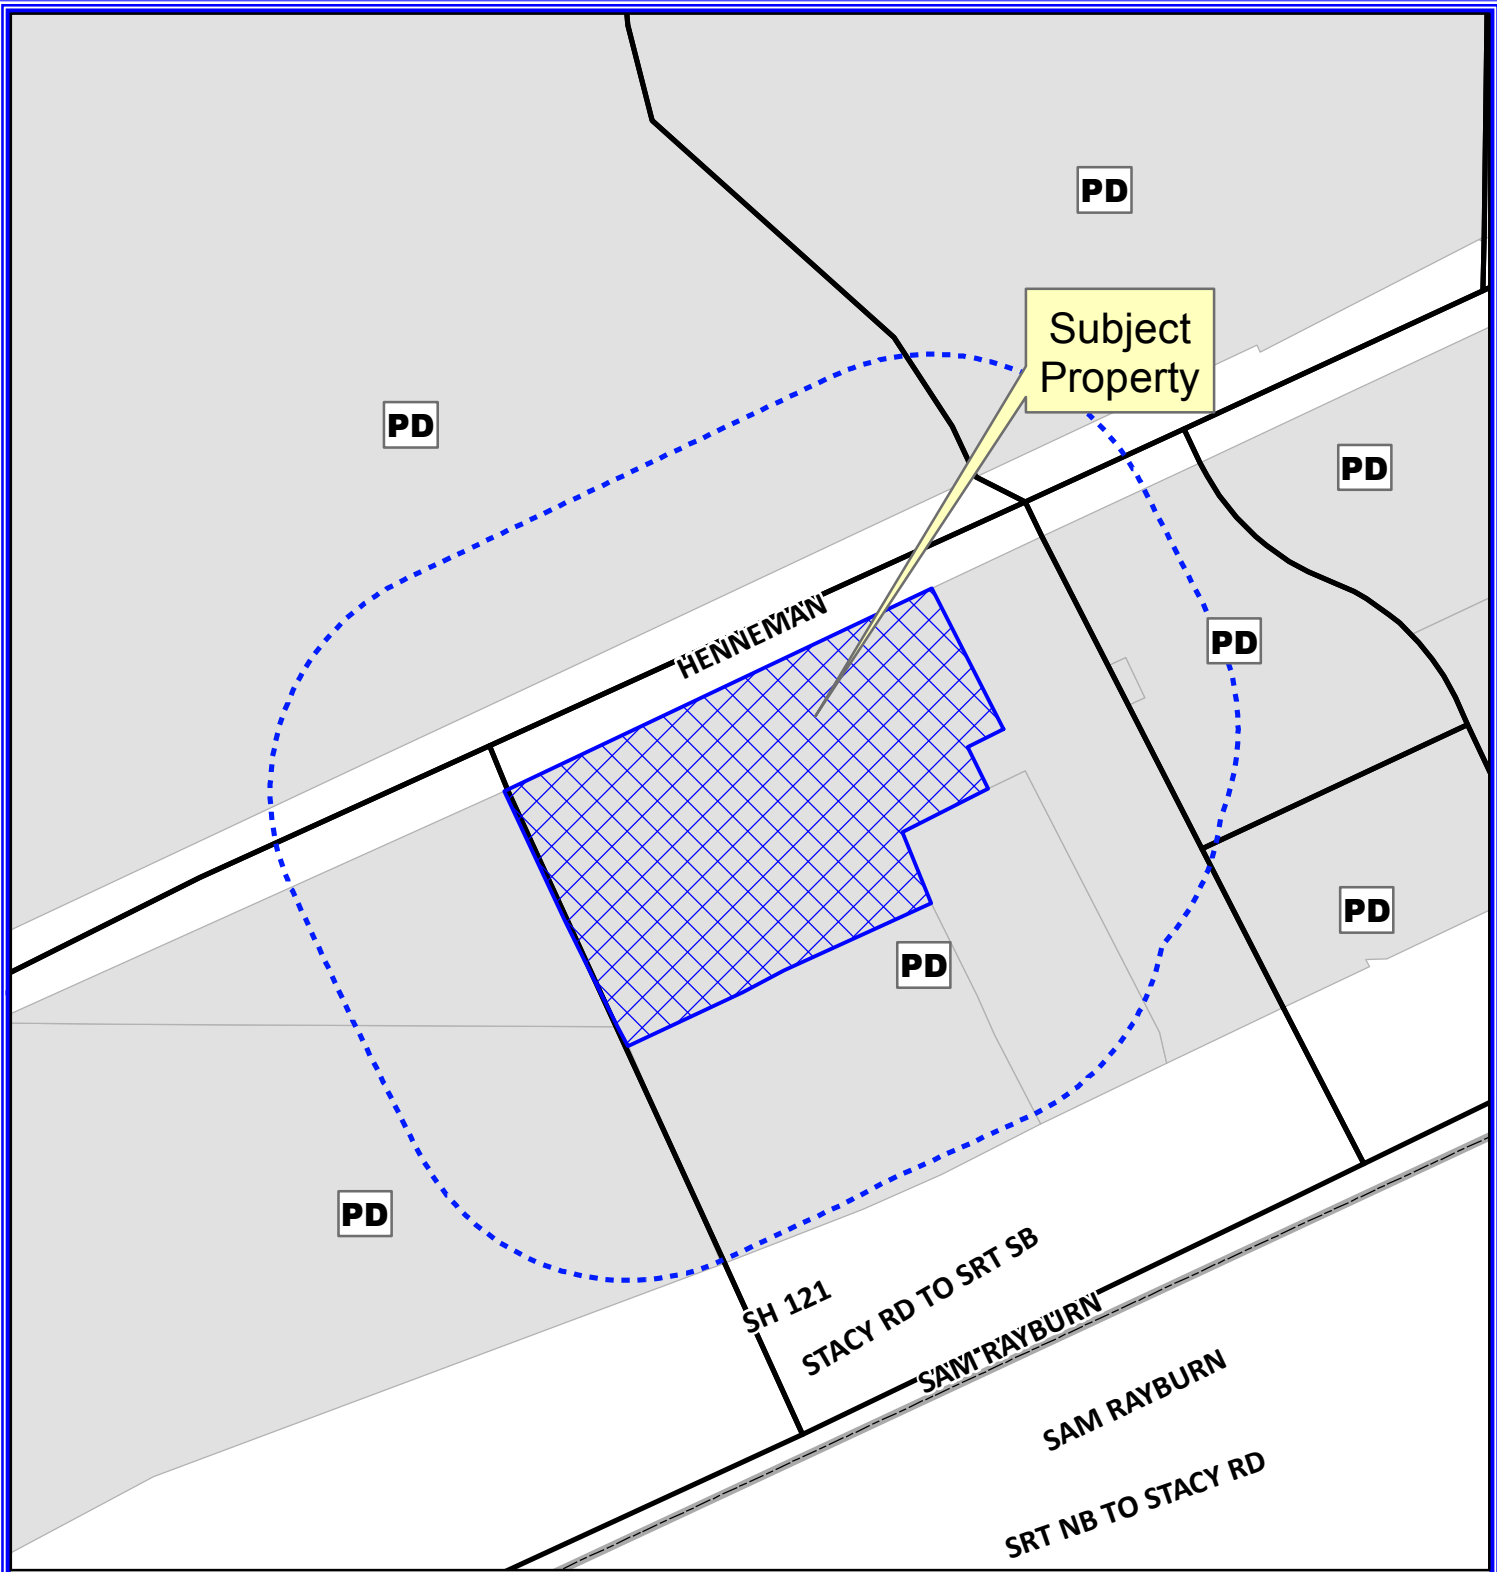 PD
Subject
Property
PD
PD
HENNEMAN
PD
PD
PD
PD
SH 121
STACY RD TO SRT SB
SAM RAYBURN
SAM RAYBURN
SRT NB TO STACY RD